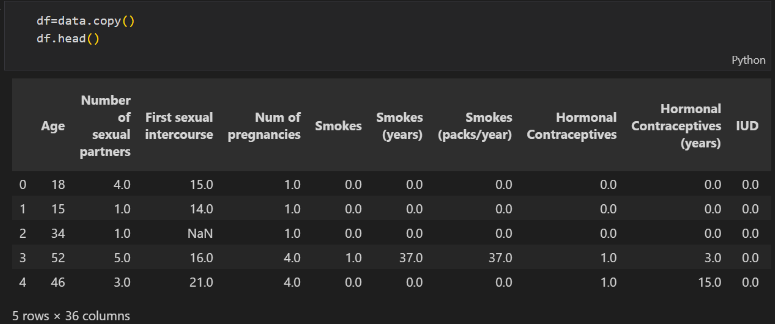 df=data.copy()
df.head()
Python
Age Number of sexual partners First sexual intercourse Num of pregnancies Smokes Smokes (years) Smokes (packs/year) Hormonal Contraceptives Hormonal Contraceptives (years) IUD
0 18 4.0 15.0 1.0 0.0 0.0 0.0 0.0 0.0 0.0
1 15 1.0 14.0 1.0 0.0 0.0 0.0 0.0 0.0 0.0
2 34 1.0 NaN 1.0 0.0 0.0 0.0 0.0 0.0 0.0
3 52 5.0 16.0 4.0 1.0 37.0 37.0 1.0 3.0 0.0
4 46 3.0 21.0 4.0 0.0 0.0 0.0 1.0 15.0 0.0
5 rows × 36 columns